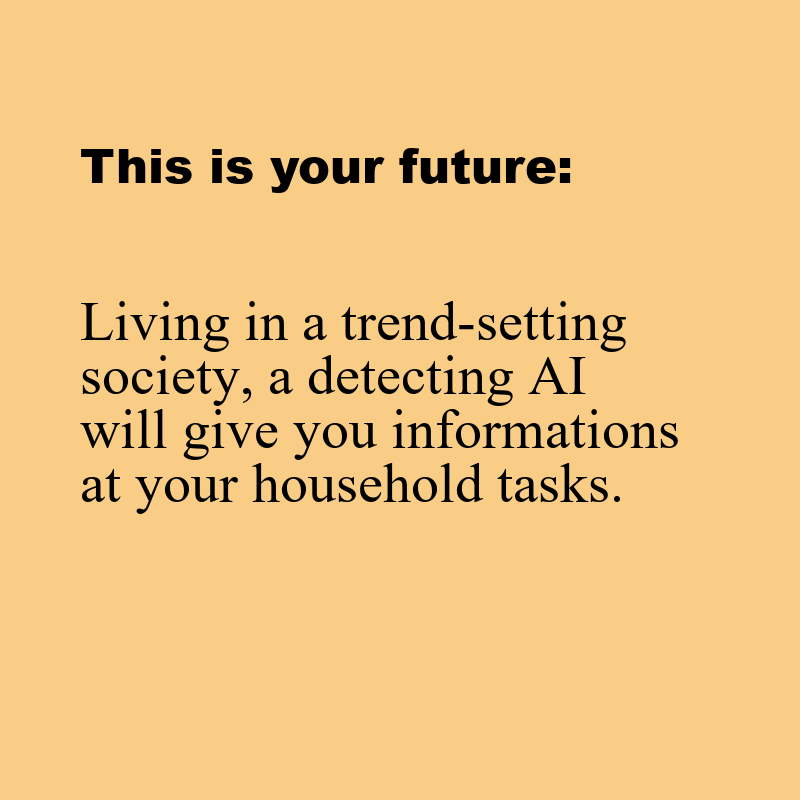 This is your future:
Living in a trend-setting
society, a detecting AI
will give you informations
at your household tasks.